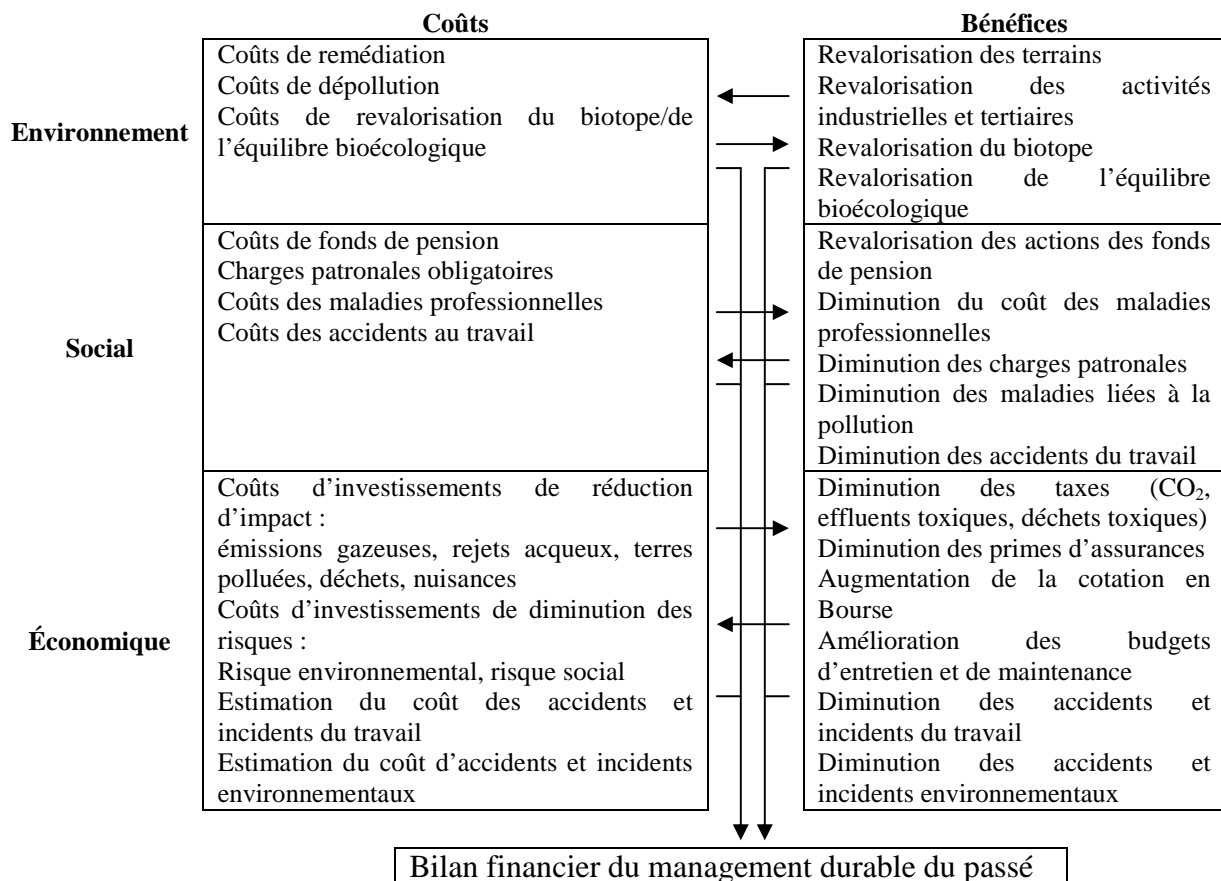 Coûts
Bénéfices
Environnement
Coûts de remédiation
Coûts de dépollution
Coûts de revalorisation du biotope/de
l’équilibre bioécologique
Revalorisation des terrains
Revalorisation des activités
industrielles et tertiaires
Revalorisation du biotope
Revalorisation de l’équilibre
bioécologique
Social
Coûts de fonds de pension
Charges patronales obligatoires
Coûts des maladies professionnelles
Coûts des accidents au travail
Revalorisation des actions des fonds
de pension
Diminution du coût des maladies
professionnelles
Diminution des charges patronales
Diminution des maladies liées à la
pollution
Diminution des accidents du travail
Économique
Coûts d’investissements de réduction
d’impact :
émissions gazeuses, rejets acqueux, terres
polluées, déchets, nuisances
Coûts d’investissements de diminution des
risques :
Risque environnemental, risque social
Estimation du coût des accidents et
incidents du travail
Estimation du coût d’accidents et incidents
environnementaux
Diminution des taxes (CO₂,
effluents toxiques, déchets toxiques)
Diminution des primes d’assurances
Augmentation de la cotation en
Bourse
Amélioration des budgets
d’entretien et de maintenance
Diminution des accidents et
incidents du travail
Diminution des accidents et
incidents environnementaux
Bilan financier du management durable du passé